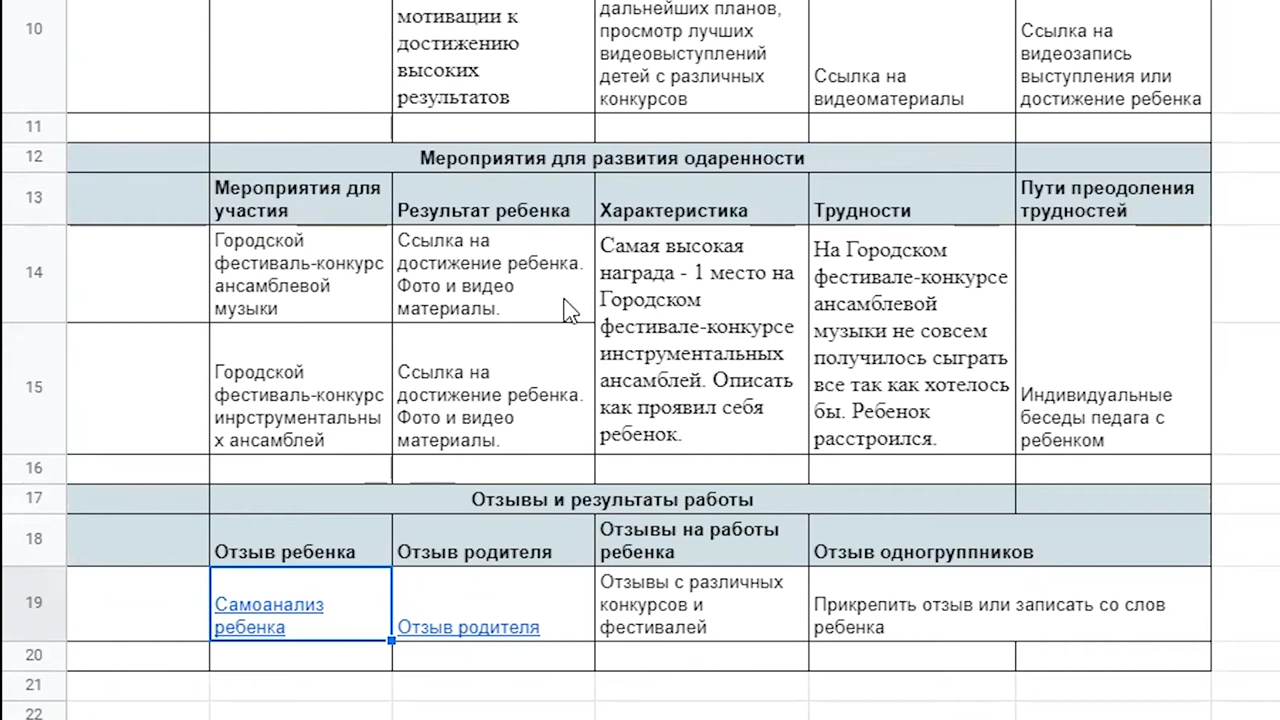 10
мотивации к
достижению
высоких
результатов
дальнейших планов,
просмотр лучших
видеовыступлений
детей с различных
конкурсов
Ссылка на
видеоматериалы
Ссылка на
видеозапись
выступления или
достижение ребенка
11
12
Мероприятия для развития одаренности
13
Мероприятия для
участия
Результат ребенка
Характеристика
Трудности
Пути преодоления
трудностей
14
Городской
фестиваль-конкурс
ансамблевой
музыки
Ссылка на
достижение ребенка.
Фото и видео
материалы.
Самая высокая
награда - 1 место на
Городском
фестивале-конкурсе
инструментальных
ансамблей. Описать
как проявил себя
ребенок.
На Городском
фестивале-конкурсе
ансамблевой
музыки не совсем
получилось сыграть
все так как хотелось
бы. Ребенок
расстроился.
15
Городской
фестиваль-конкурс
инрструментальны
х ансамблей
Ссылка на
достижение ребенка.
Фото и видео
материалы.
Индивидуальные
беседы педага с
ребенком
16
17
Отзывы и результаты работы
18
Отзыв ребенка
Отзыв родителя
Отзывы на работы
ребенка
Отзыв одногруппников
19
Самоанализ
ребенка
Отзыв родителя
Отзывы с различных
конкурсов и
фестивалей
Прикрепить отзыв или записать со слов
ребенка
20
21
22